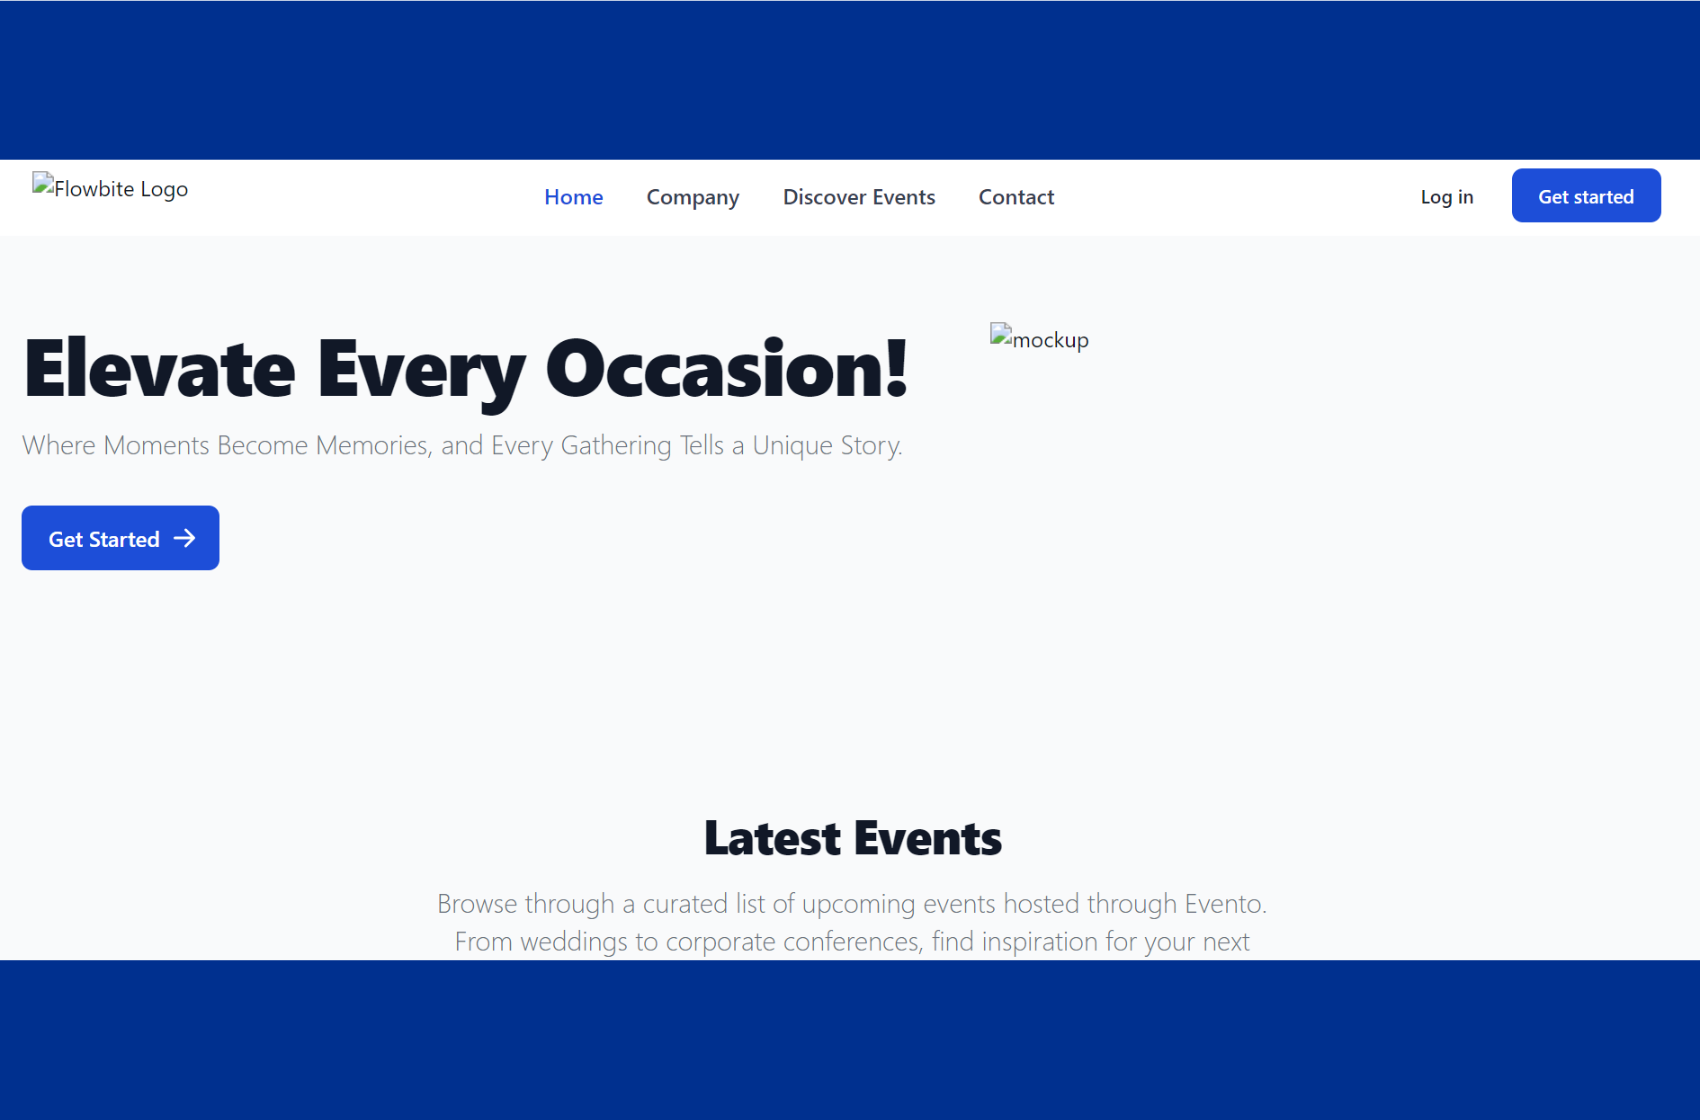 Flowbite Logo
Home Company Discover Events Contact
Log in Get started
Elevate Every Occasion!
mockup
Where Moments Become Memories, and Every Gathering Tells a Unique Story.
Get Started
Latest Events
Browse through a curated list of upcoming events hosted through Evento.
From weddings to corporate conferences, find inspiration for your next